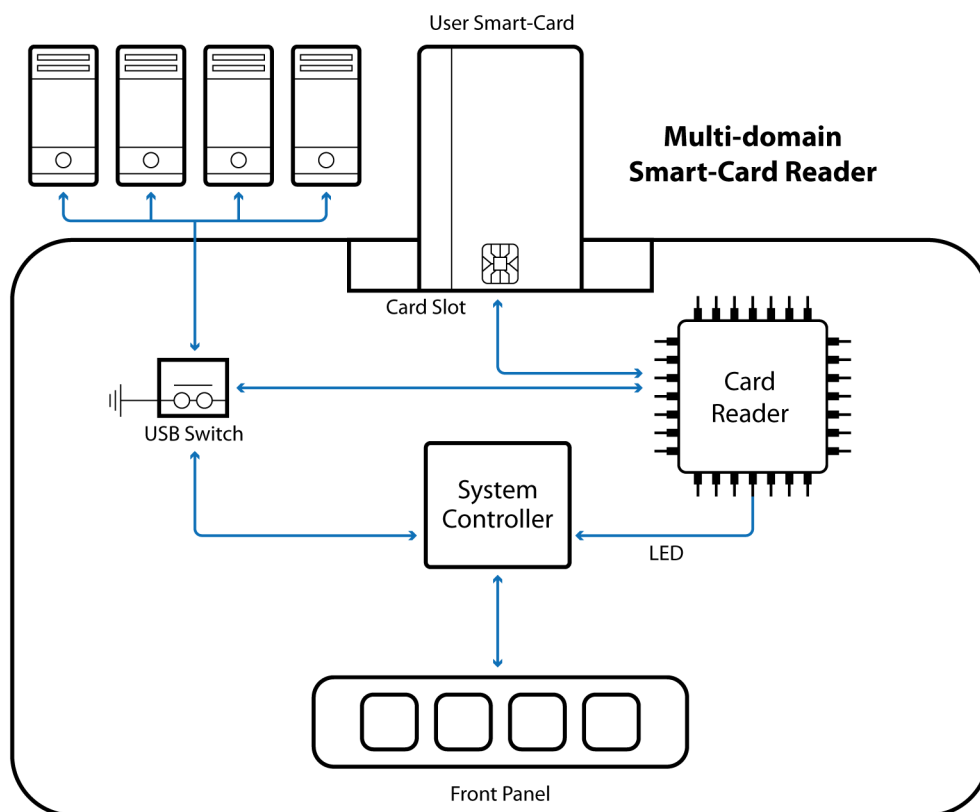 User Smart-Card
Multi-domain
Smart-Card Reader
Card Slot
Card
Reader
USB Switch
System
Controller
LED
Front Panel